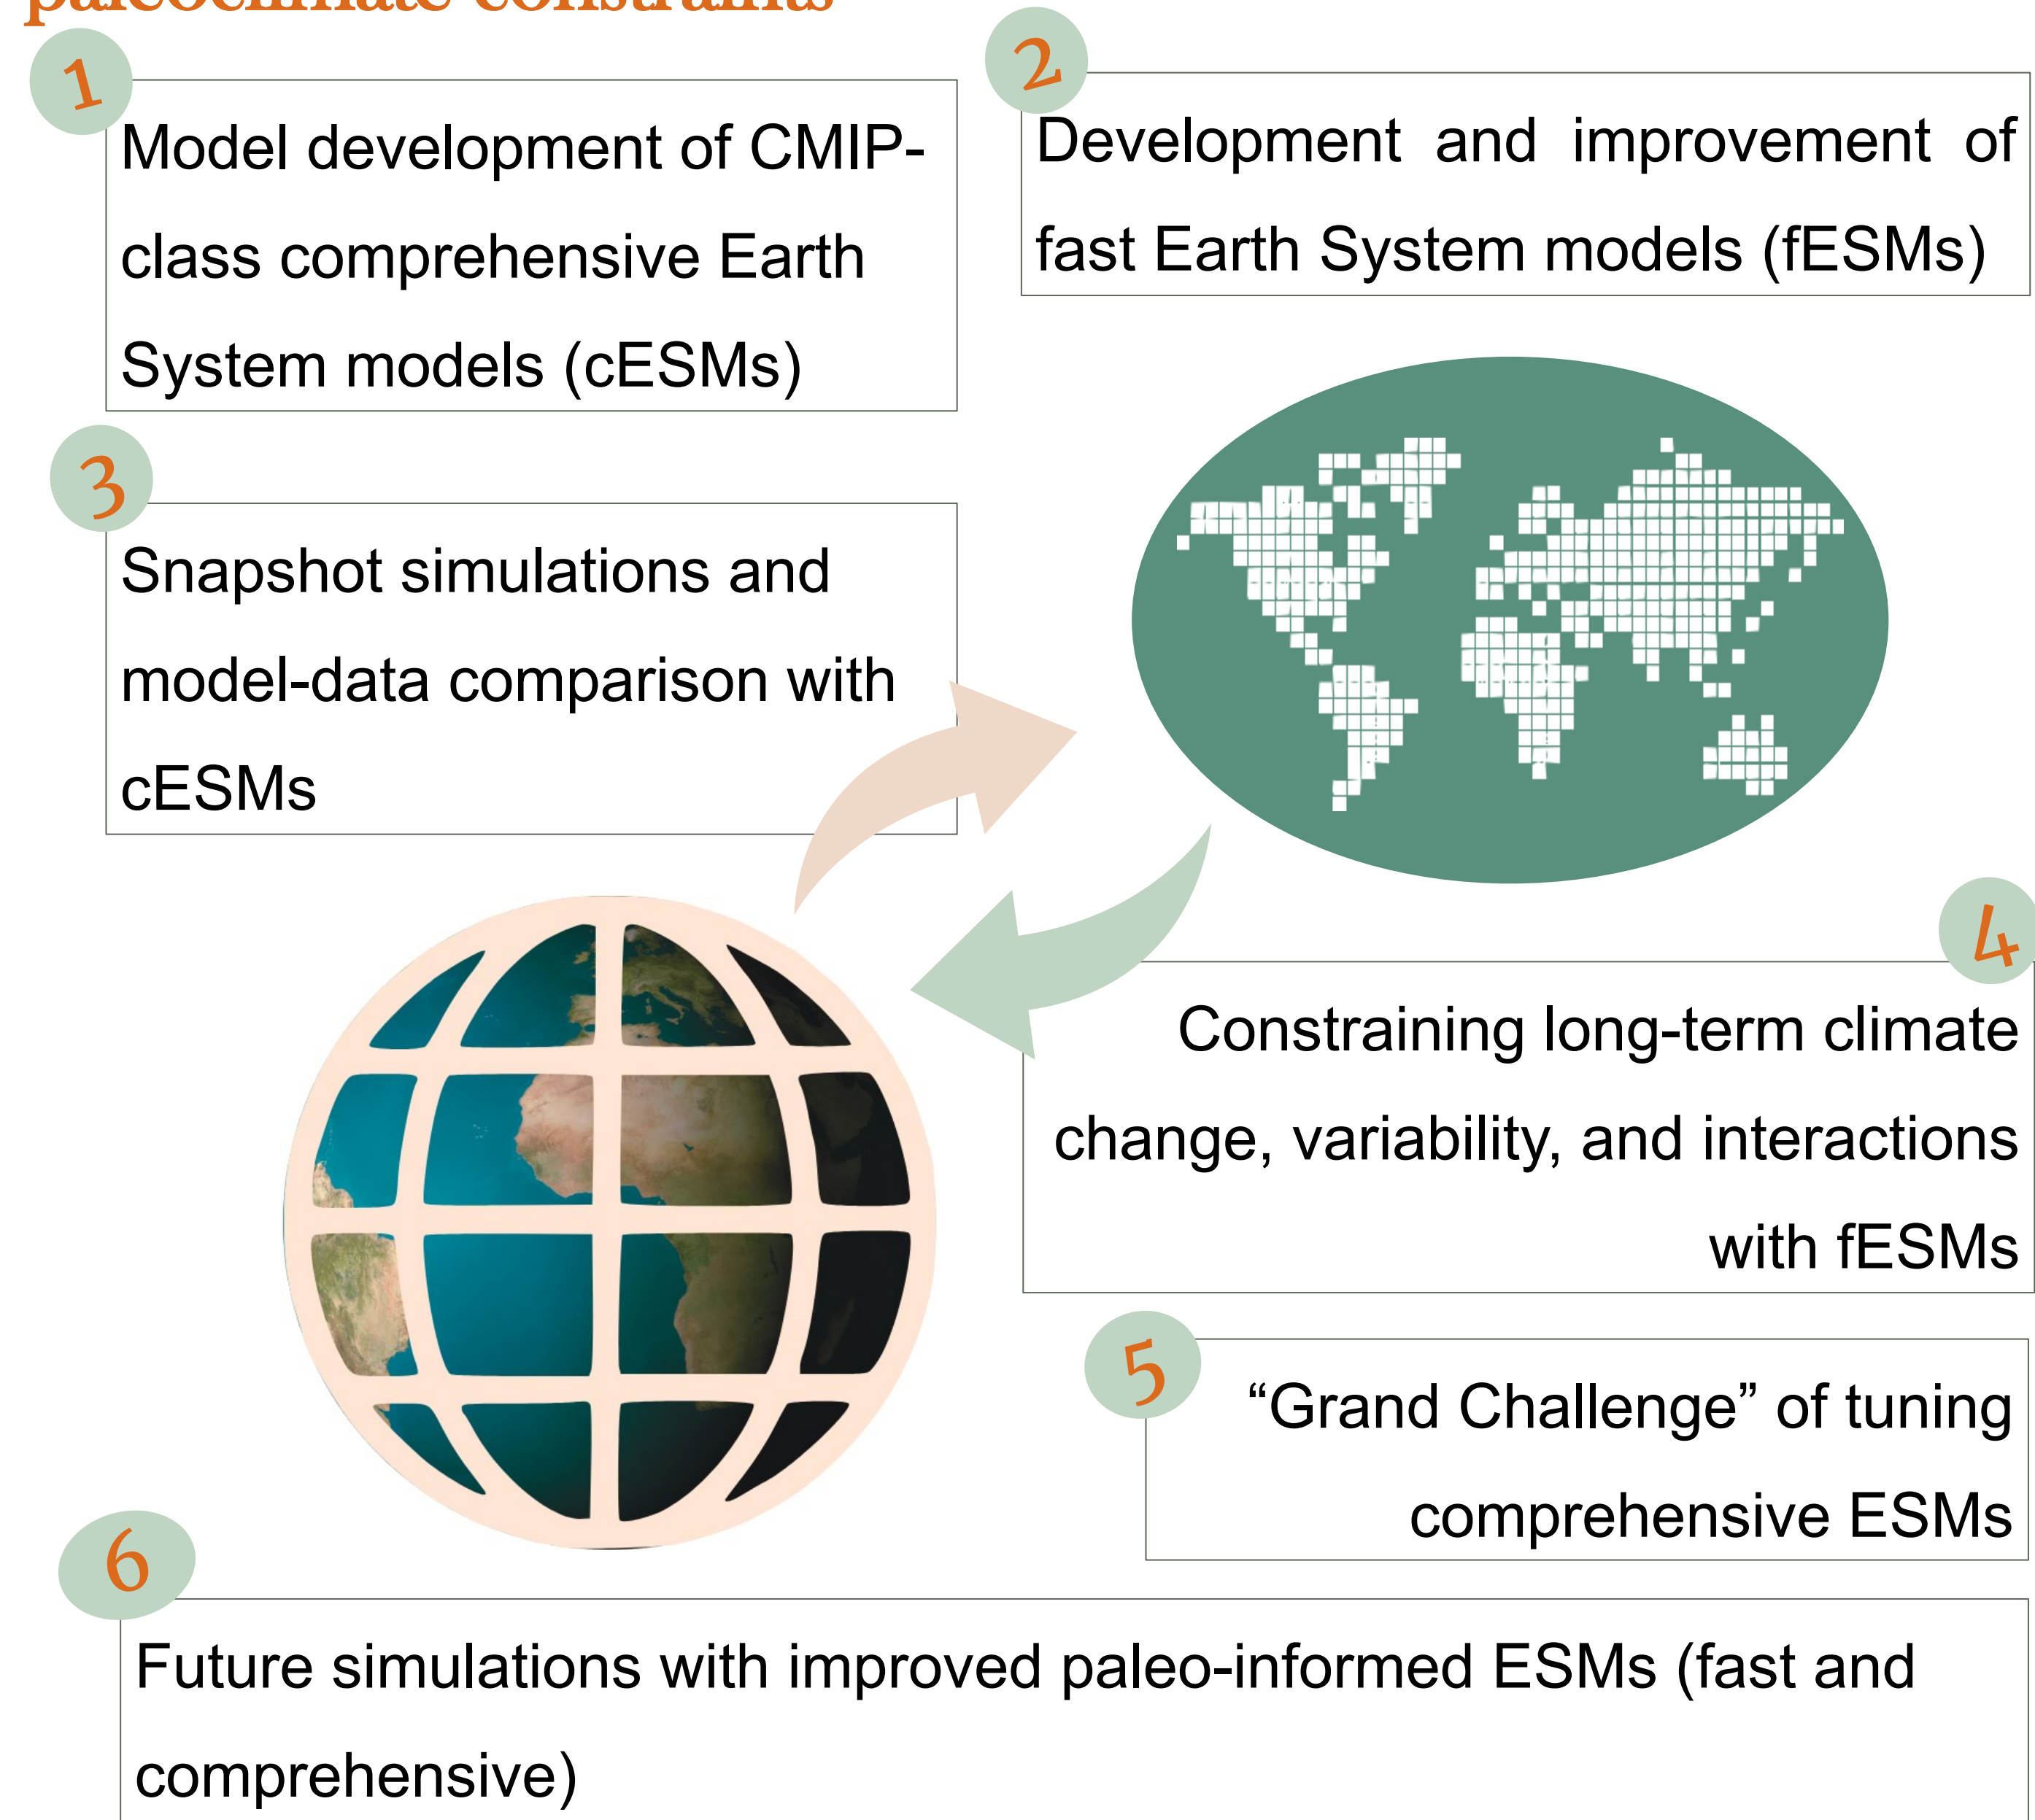 paleoclimate constraints
1
Model development of CMIP-
class comprehensive Earth
System models (cESMs)
2
Development and improvement of
fast Earth System models (fESMs)
3
Snapshot simulations and
model-data comparison with
cESMs
4
Constraining long-term climate
change, variability, and interactions
with fESMs
5
“Grand Challenge” of tuning
comprehensive ESMs
6
Future simulations with improved paleo-informed ESMs (fast and
comprehensive)